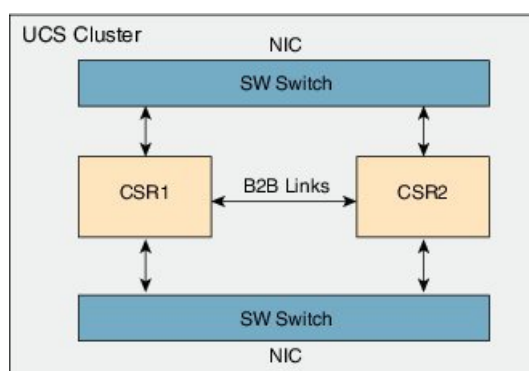 UCS Cluster
NIC
SW Switch
CSR1
B2B Links
CSR2
SW Switch
NIC